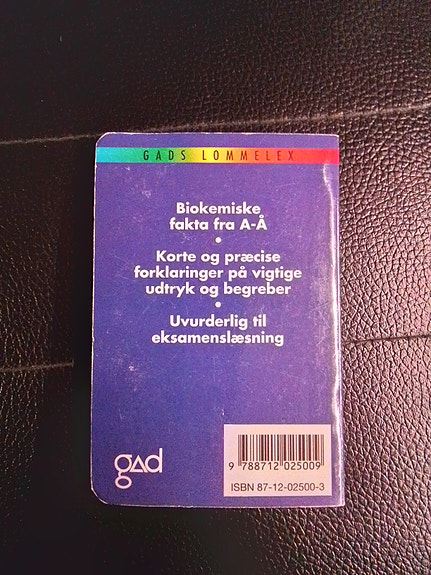 GADS LOMMELEX
Biokemiske
fakta fra A-Å
•
Korte og præcise
forklaringer på vigtige
udtryk og begreber
•
Uvurderlig til
eksamenslæsning
gad
9 788712 025009
ISBN 87-12-02500-3